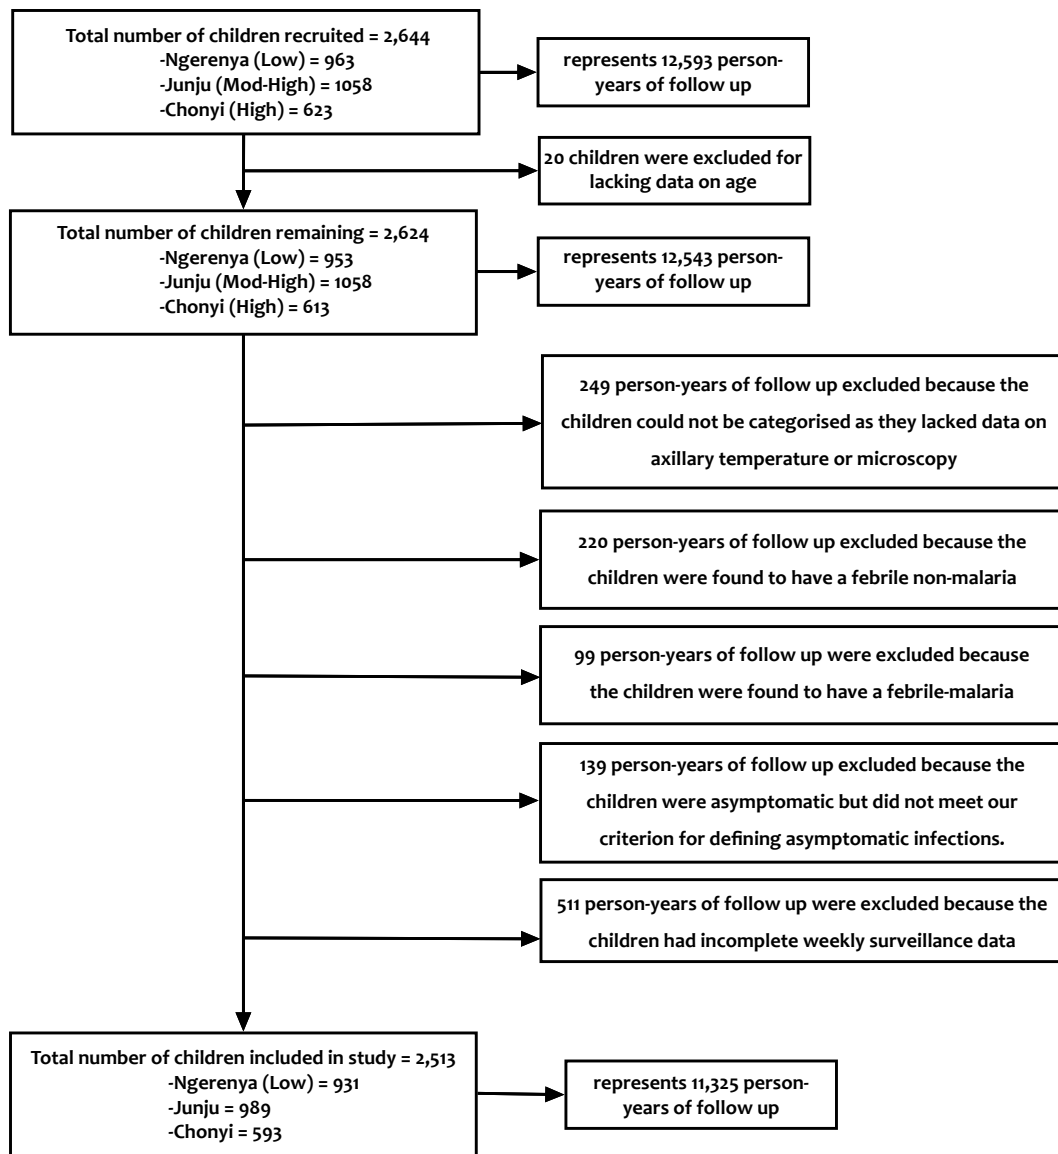 Total number of children recruited = 2,644
-Ngerenya (Low) = 963
-Junju (Mod-High) = 1058
-Chonyi (High) = 623
represents 12,593 person-
years of follow up
20 children were excluded for
lacking data on age
Total number of children remaining = 2,624
-Ngerenya (Low) = 953
-Junju (Mod-High) = 1058
-Chonyi (High) = 613
represents 12,543 person-
years of follow up
249 person-years of follow up excluded because the
children could not be categorised as they lacked data on
axillary temperature or microscopy
220 person-years of follow up excluded because the
children were found to have a febrile non-malaria
99 person-years of follow up were excluded because
the children were found to have a febrile-malaria
139 person-years of follow up excluded because the
children were asymptomatic but did not meet our
criterion for defining asymptomatic infections.
511 person-years of follow up were excluded because the
children had incomplete weekly surveillance data
Total number of children included in study = 2,513
-Ngerenya (Low) = 931
-Junju = 989
-Chonyi = 593
represents 11,325 person-
years of follow up